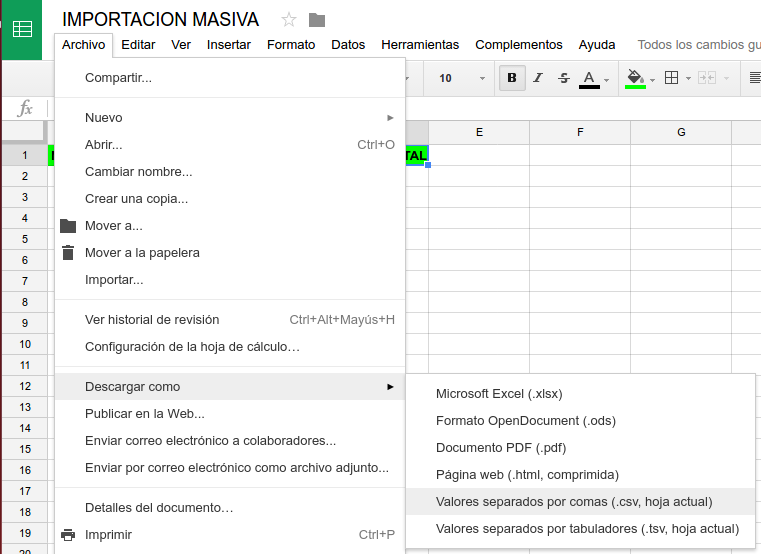 IMPORTACION MASIVA
Archivo Editar Ver Insertar Formato Datos Herramientas Complementos Ayuda Todos los cambios gu
10 B I S A
fx
Compartir...
E F G
Nuevo
1 TAL
Abrir... Ctrl+O
2
Cambiar nombre...
3
Crear una copia...
4
Mover a...
5
Mover a la papelera
6
Importar...
7
8
Ver historial de revisión Ctrl+Alt+Mayús+H
9
Configuración de la hoja de cálculo…
10
11
Descargar como
12
Microsoft Excel (.xlsx)
Publicar en la Web...
13
Formato OpenDocument (.ods)
Enviar correo electrónico a colaboradores...
14
Documento PDF (.pdf)
15
Enviar por correo electrónico como archivo adjunto...
Página web (.html, comprimida)
16
17
Valores separados por comas (.csv, hoja actual)
Detalles del documento…
18
Valores separados por tabuladores (.tsv, hoja actual)
Imprimir Ctrl+P
19
20